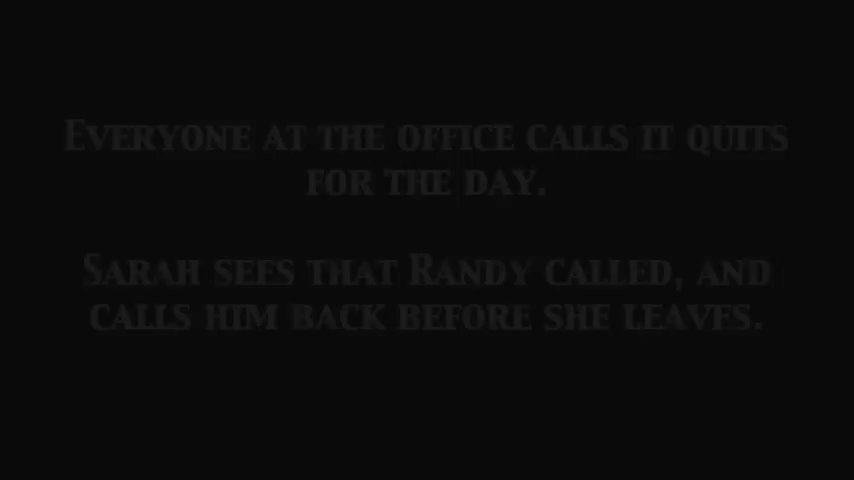 Everyone at the office calls it quits
for the day.
Sarah sees that Randy called, and
calls him back before she leaves.